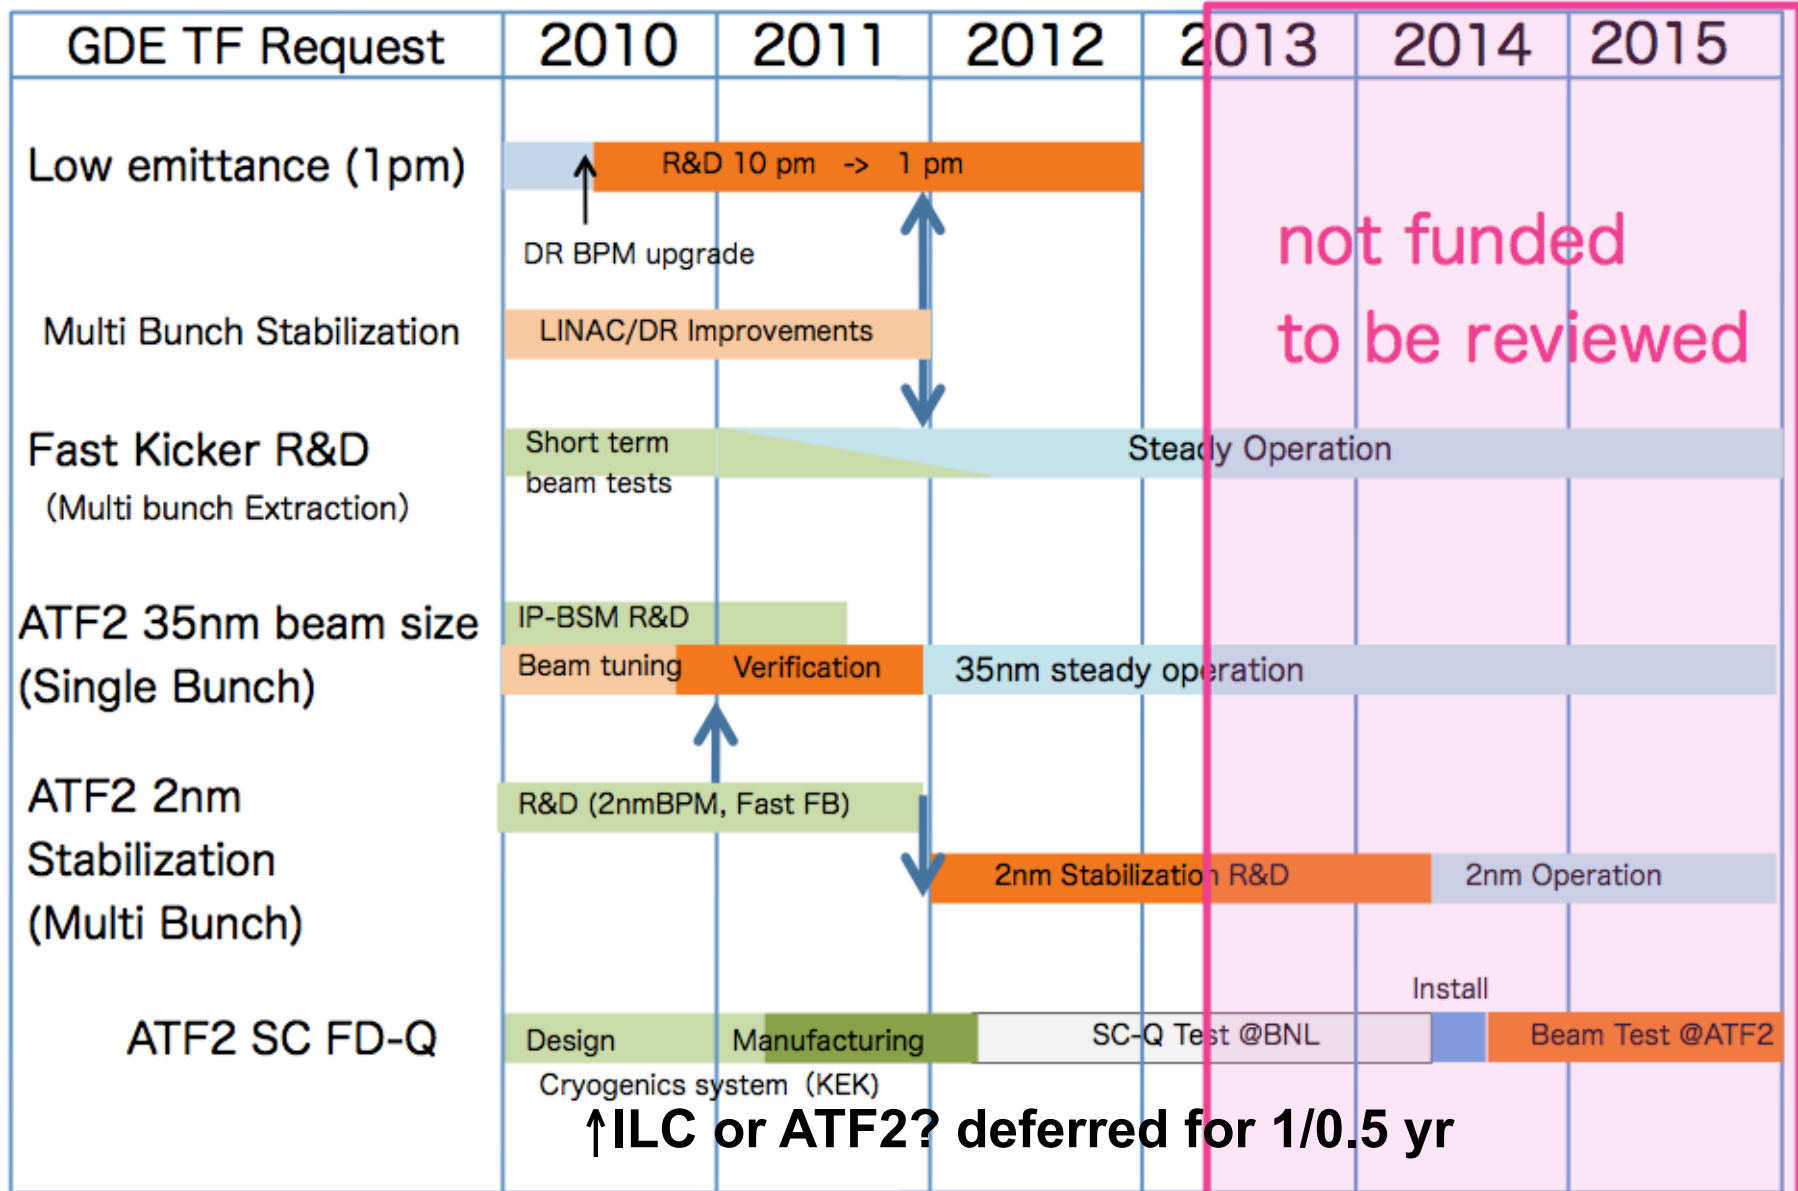 GDE TF Request 2010 2011 2012 2013 2014 2015
Low emittance (1pm)
R&D 10 pm -> 1 pm
DR BPM upgrade
not funded
to be reviewed
Multi Bunch Stabilization
LINAC/DR Improvements
Fast Kicker R&D
(Multi bunch Extraction)
Short term
beam tests
Steady Operation
ATF2 35nm beam size
(Single Bunch)
IP-BSM R&D
Beam tuning
Verification
35nm steady operation
ATF2 2nm
Stabilization
(Multi Bunch)
R&D (2nmBPM, Fast FB)
2nm Stabilization R&D
2nm Operation
Install
ATF2 SC FD-Q
Design
Manufacturing
SC-Q Test @BNL
Beam Test @ATF2
Cryogenics system (KEK)
↑ILC or ATF2? deferred for 1/0.5 yr